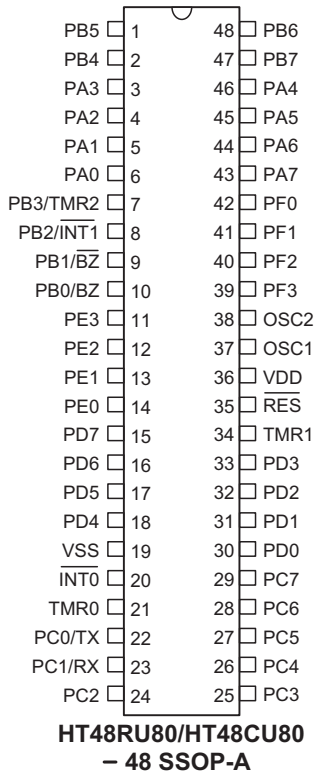 PB5 1 48 PB6
PB4 2 47 PB7
PA3 3 46 PA4
PA2 4 45 PA5
PA1 5 44 PA6
PA0 6 43 PA7
PB3/TMR2 7 42 PF0
PB2/I̅N̅T̅1̅ 8 41 PF1
PB1/B̅Z̅ 9 40 PF2
PB0/BZ 10 39 PF3
PE3 11 38 OSC2
PE2 12 37 OSC1
PE1 13 36 VDD
PE0 14 35 R̅E̅S̅
PD7 15 34 TMR1
PD6 16 33 PD3
PD5 17 32 PD2
PD4 18 31 PD1
VSS 19 30 PD0
I̅N̅T̅0̅ 20 29 PC7
TMR0 21 28 PC6
PC0/TX 22 27 PC5
PC1/RX 23 26 PC4
PC2 24 25 PC3
HT48RU80/HT48CU80
– 48 SSOP-A